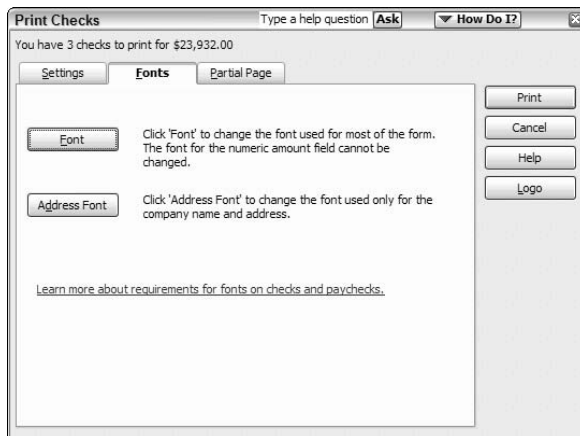 Print Checks
Type a help question Ask
How Do I?
You have 3 checks to print for $23,932.00
Settings
Fonts
Partial Page
Font
Click 'Font' to change the font used for most of the form.
The font for the numeric amount field cannot be
changed.
Address Font
Click 'Address Font' to change the font used only for the
company name and address.
Learn more about requirements for fonts on checks and paychecks.
Print
Cancel
Help
Logo